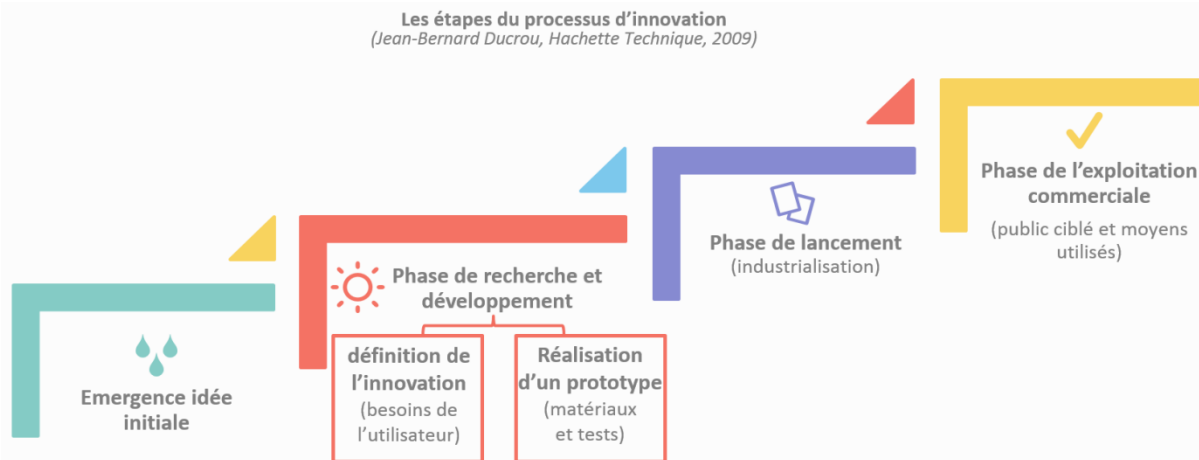 Les étapes du processus d’innovation
(Jean-Bernard Ducrou, Hachette Technique, 2009)
Emergence idée
initiale
Phase de recherche et
développement
définition de
l’innovation
(besoins de
l’utilisateur)
Réalisation
d’un prototype
(matériaux
et tests)
Phase de lancement
(industrialisation)
Phase de l’exploitation
commerciale
(public ciblé et moyens
utilisés)